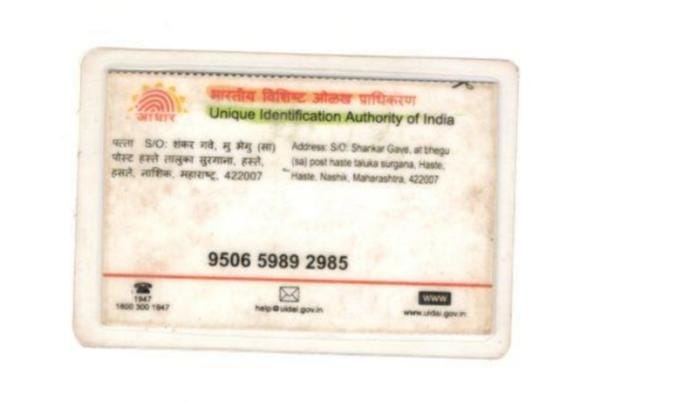 आधार
भारतीय विशिष्ट ओळख प्राधिकरण
Unique Identification Authority of India
पत्ता S/O: शंकर गवे, मु भेगु (सा)
पोस्ट हस्ते तालुका सुरगाना, हस्ते,
हसते, नाशिक, महाराष्ट्र, 422007
Address: S/O: Shankar Gave, at bhegu
(sa) post haste taluka surgana, Haste,
Haste, Nashik, Maharashtra, 422007
9506 5989 2985
1947
1800 300 1947
help@uidai.gov.in
www
www.uidai.gov.in